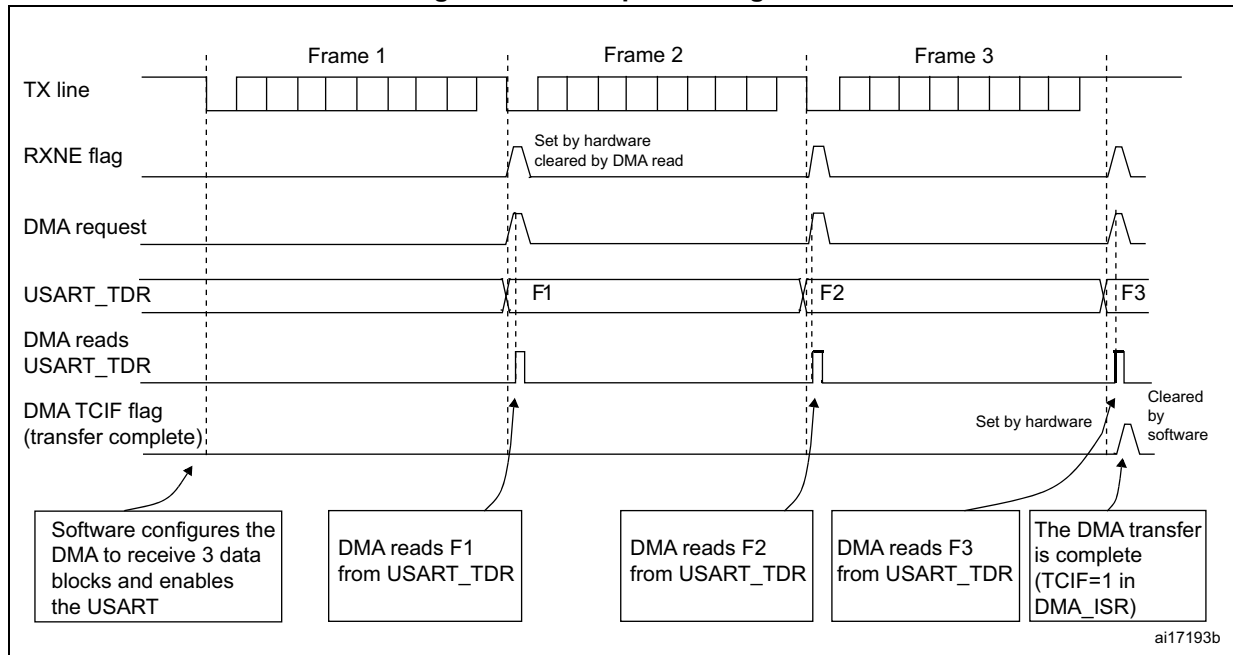 Frame 1
Frame 2
Frame 3
TX line
RXNE flag
Set by hardware
cleared by DMA read
DMA request
USART_TDR
F1
F2
F3
DMA reads
USART_TDR
DMA TCIF flag
(transfer complete)
Set by hardware
Cleared
by
software
Software configures the
DMA to receive 3 data
blocks and enables
the USART
DMA reads F1
from USART_TDR
DMA reads F2
from USART_TDR
DMA reads F3
from USART_TDR
The DMA transfer
is complete
(TCIF=1 in
DMA_ISR)
ai17193b